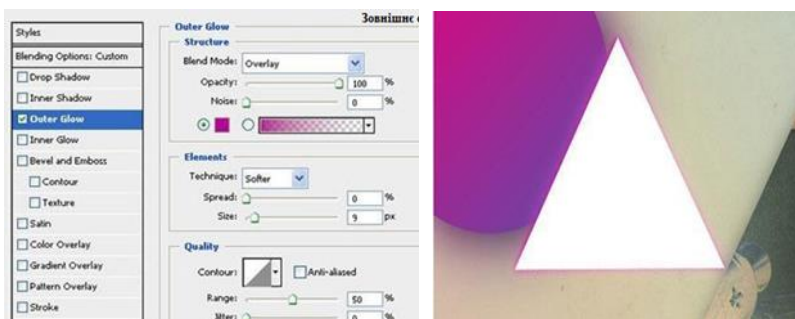 Зовнішнє
Styles
Blending Options: Custom
Drop Shadow
Inner Shadow
Outer Glow
Inner Glow
Bevel and Emboss
Contour
Texture
Satin
Color Overlay
Gradient Overlay
Pattern Overlay
Stroke
Outer Glow
Structure
Blend Mode: Overlay
Opacity: 100 %
Noise: 0 %
Elements
Technique: Softer
Spread: 0 %
Size: 9 px
Quality
Contour: Anti-aliased
Range: 50 %
Jitter: 0 %